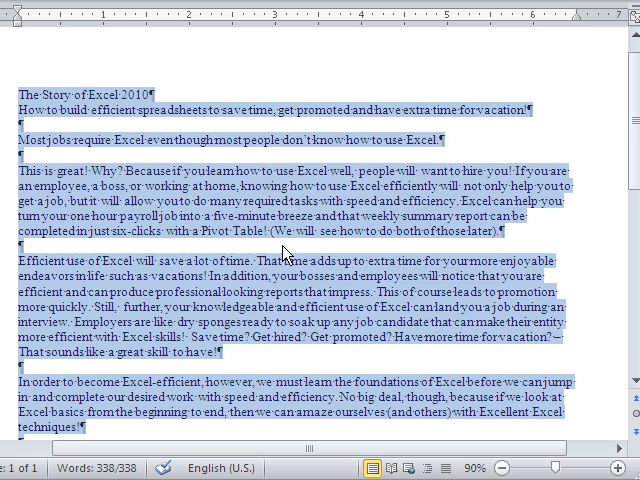 1 2 3 4 5 6 7
The Story of Excel 2010¶
How to build efficient spreadsheets to save time, get promoted and have extra time for vacation!¶
¶
Most jobs require Excel even though most people don't know how to use Excel.¶
¶
This is great! Why? Because if you learn how to use Excel well, people will want to hire you! If you are
an employee, a boss, or working at home, knowing how to use Excel efficiently will not only help you to
get a job, but it will allow you to do many required tasks with speed and efficiency. Excel can help you
turn your one hour payroll job into a five-minute breeze and that weekly summary report can be
completed in just six-clicks with a Pivot Table! (We will see how to do both of those later).¶
¶
Efficient use of Excel will save a lot of time. That time adds up to extra time for your more enjoyable
endeavors in life such as vacations! In addition, your bosses and employees will notice that you are
efficient and can produce professional looking reports that impress. This of course leads to promotion
more quickly. Still, further, your knowledgeable and efficient use of Excel can land you a job during an
interview. Employers are like dry sponges ready to soak up any job candidate that can make their entity
more efficient with Excel skills! Save time? Get hired? Get promoted? Have more time for vacation? –
That sounds like a great skill to have!¶
¶
In order to become Excel-efficient, however, we must learn the foundations of Excel before we can jump
in and complete our desired work with speed and efficiency. No big deal, though, because if we look at
Excel basics from the beginning to end, then we can amaze ourselves (and others) with Excellent Excel
techniques!¶
e: 1 of 1 Words: 338/338 English (U.S.) 90%